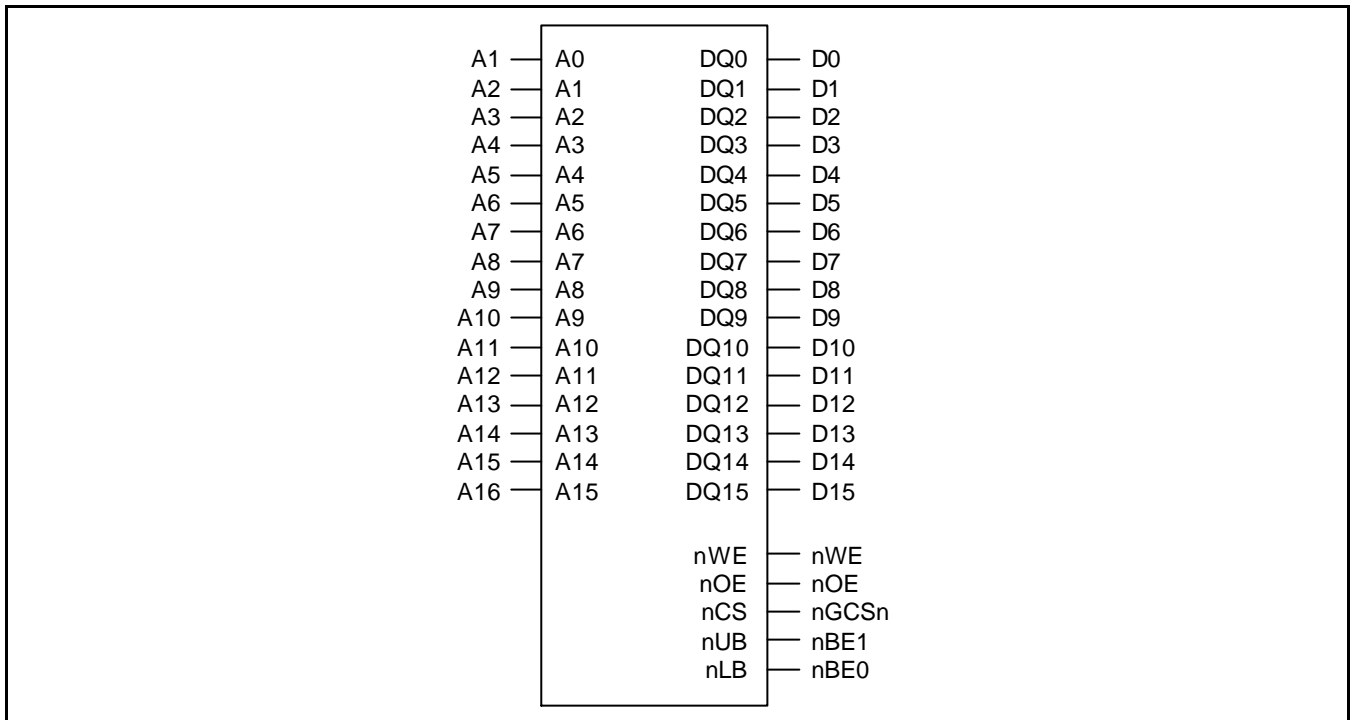 A1 A0 DQ0 D0
A2 A1 DQ1 D1
A3 A2 DQ2 D2
A4 A3 DQ3 D3
A5 A4 DQ4 D4
A6 A5 DQ5 D5
A7 A6 DQ6 D6
A8 A7 DQ7 D7
A9 A8 DQ8 D8
A10 A9 DQ9 D9
A11 A10 DQ10 D10
A12 A11 DQ11 D11
A13 A12 DQ12 D12
A14 A13 DQ13 D13
A15 A14 DQ14 D14
A16 A15 DQ15 D15
nWE nWE
nOE nOE
nCS nGCSn
nUB nBE1
nLB nBE0